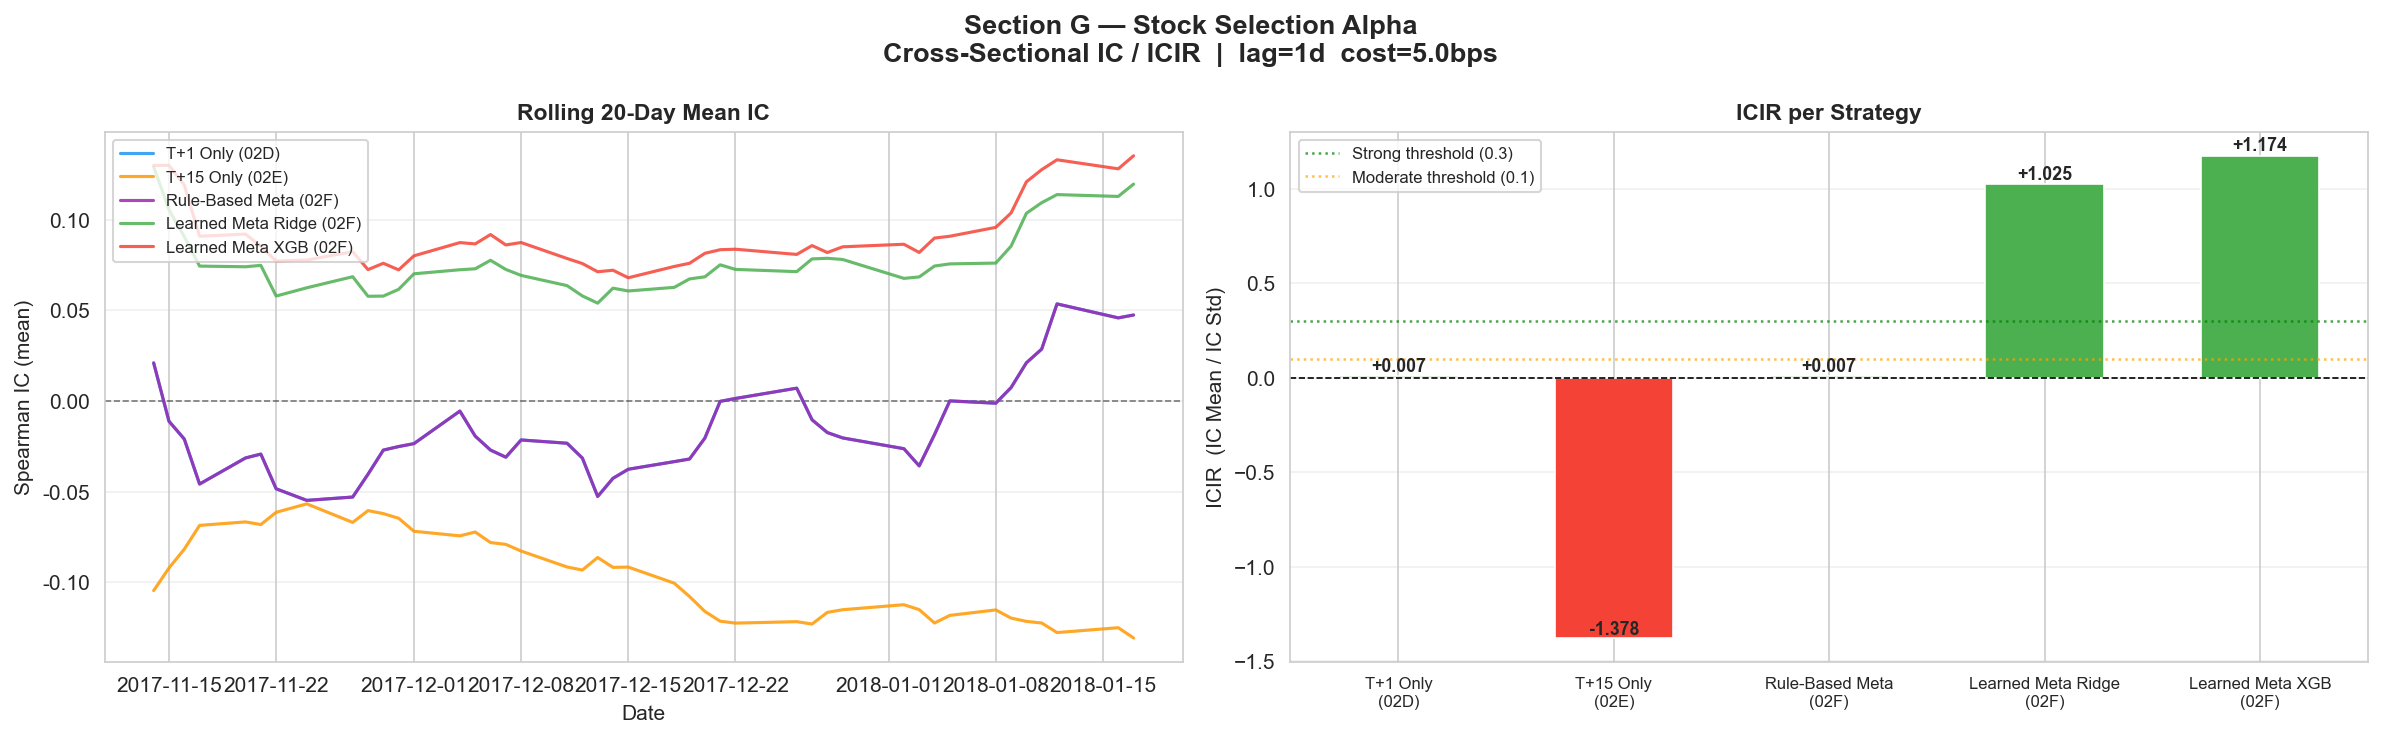 Section G — Stock Selection Alpha
Cross-Sectional IC / ICIR | lag=1d cost=5.0bps
Rolling 20-Day Mean IC
T+1 Only (02D)
T+15 Only (02E)
Rule-Based Meta (02F)
Learned Meta Ridge (02F)
Learned Meta XGB (02F)
Spearman IC (mean)
0.10
0.05
0.00
-0.05
-0.10
2017-11-15 2017-11-22 2017-12-01 2017-12-08 2017-12-15 2017-12-22 2018-01-01 2018-01-08 2018-01-15
Date
ICIR per Strategy
Strong threshold (0.3)
Moderate threshold (0.1)
ICIR (IC Mean / IC Std)
1.0
0.5
0.0
−0.5
−1.0
−1.5
+0.007
-1.378
+0.007
+1.025
+1.174
T+1 Only
(02D)
T+15 Only
(02E)
Rule-Based Meta
(02F)
Learned Meta Ridge
(02F)
Learned Meta XGB
(02F)